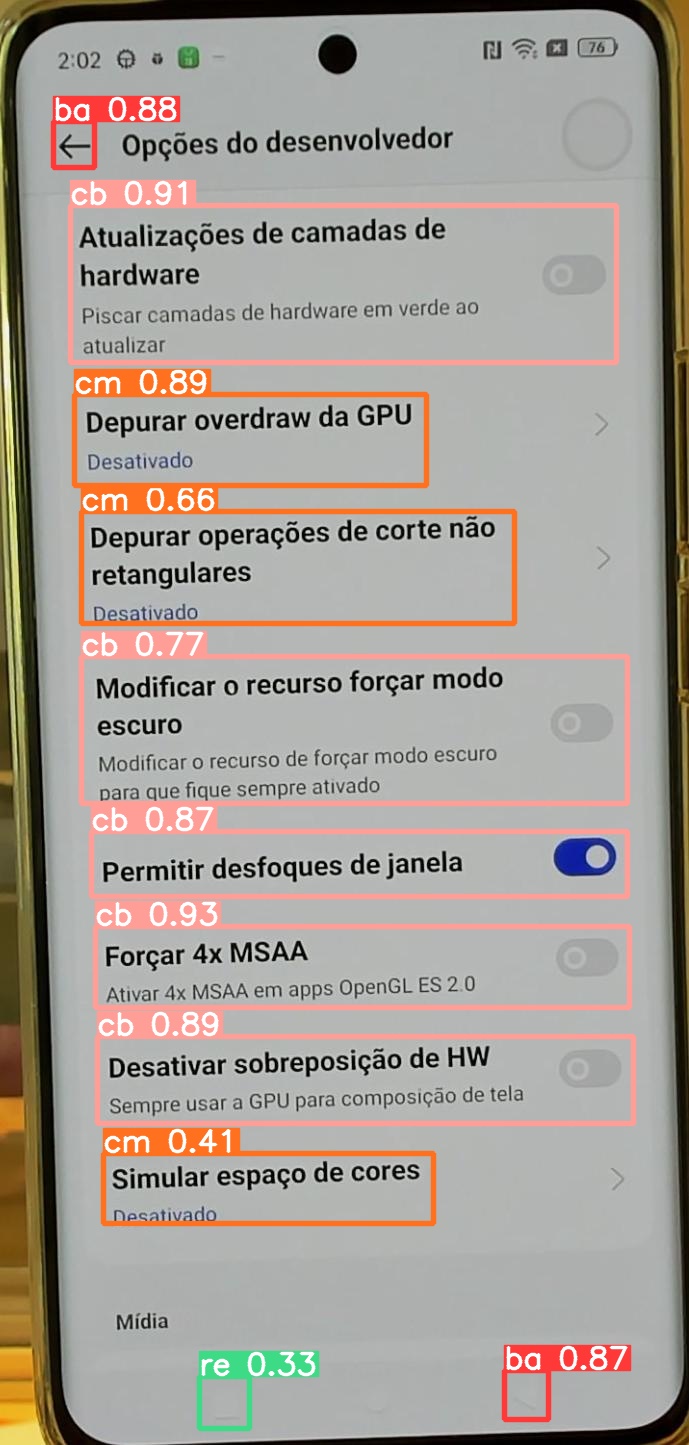 2:02
76
ba 0.88
Opções do desenvolvedor
cb 0.91
Atualizações de camadas de
hardware
Piscar camadas de hardware em verde ao
atualizar
cm 0.89
Depurar overdraw da GPU
Desativado
cm 0.66
Depurar operações de corte não
retangulares
Desativado
cb 0.77
Modificar o recurso forçar modo
escuro
Modificar o recurso de forçar modo escuro
para que fique sempre ativado
cb 0.87
Permitir desfoques de janela
cb 0.93
Forçar 4x MSAA
Ativar 4x MSAA em apps OpenGL ES 2.0
cb 0.89
Desativar sobreposição de HW
Sempre usar a GPU para composição de tela
cm 0.41
Simular espaço de cores
Desativado
Mídia
re 0.33
ba 0.87